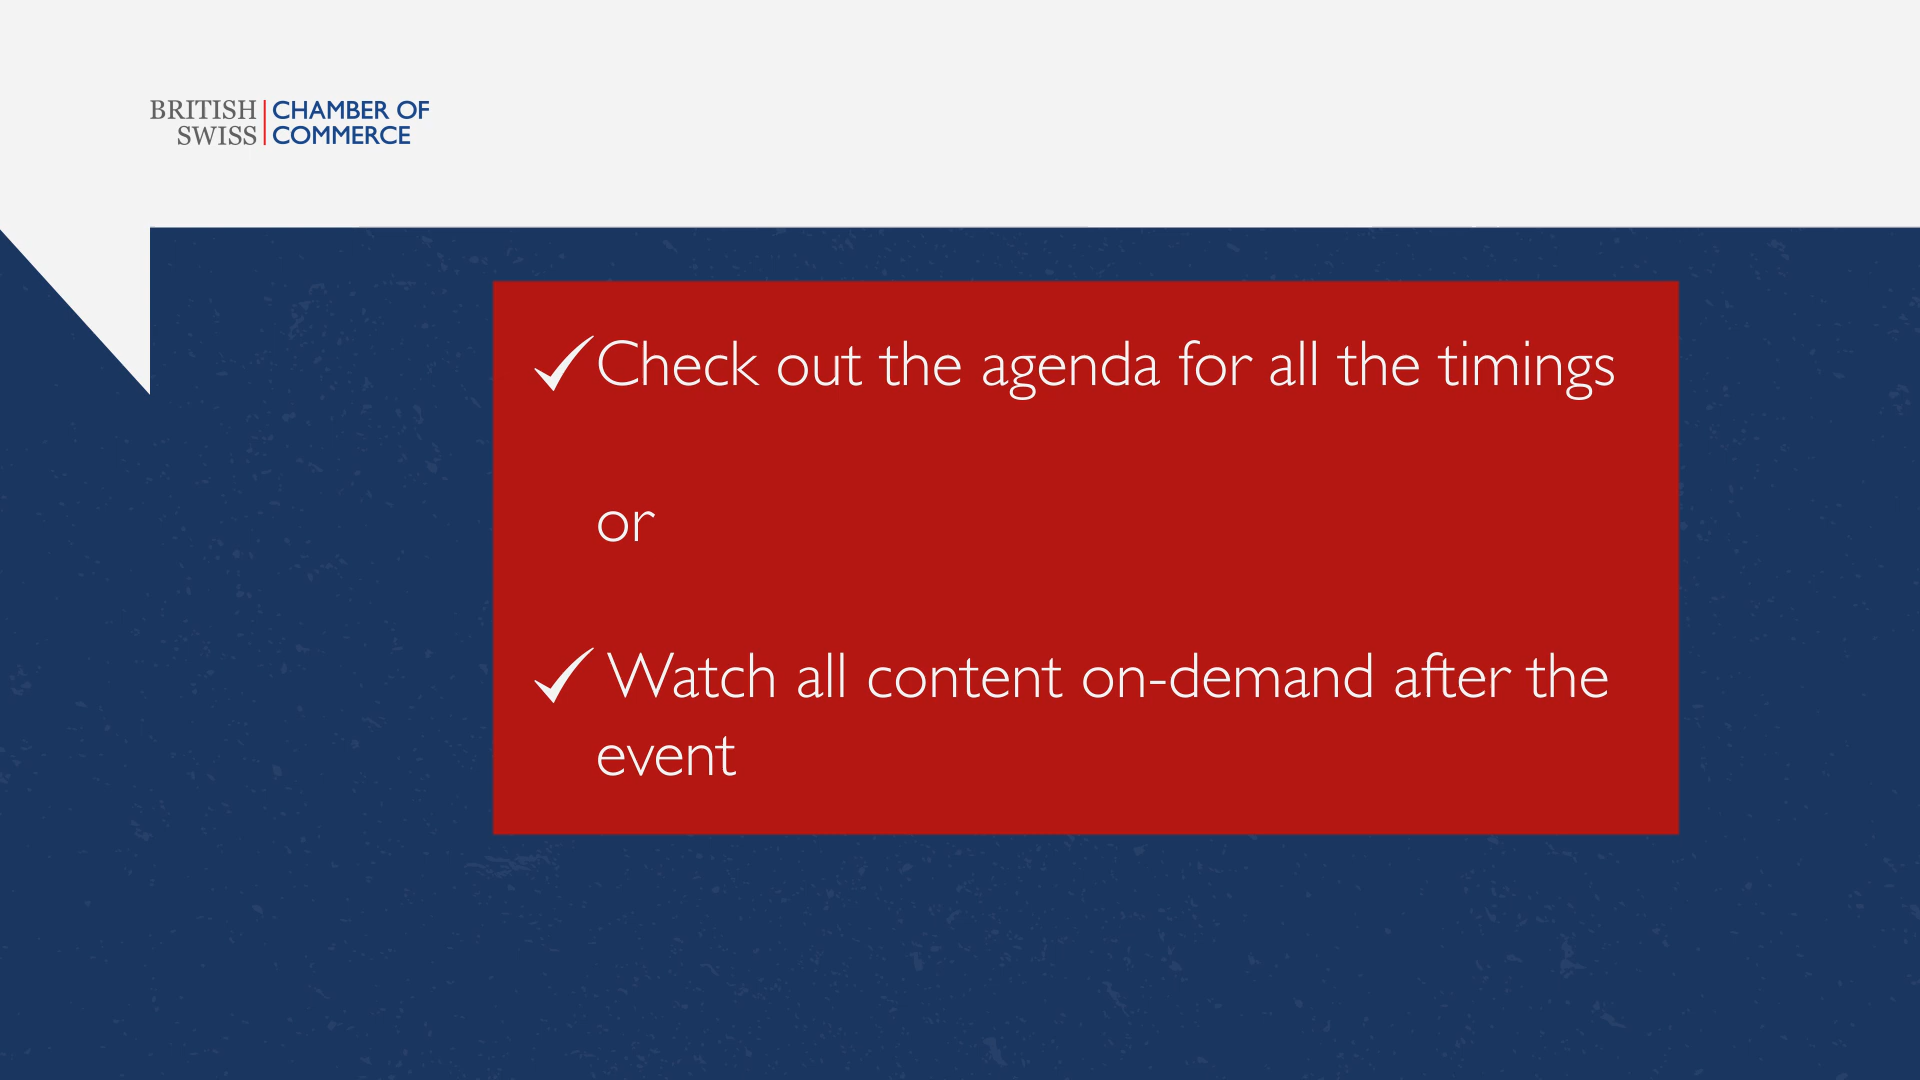 BRITISH
SWISS
CHAMBER OF
COMMERCE
✓Check out the agenda for all the timings
or
✓ Watch all content on-demand after the
event